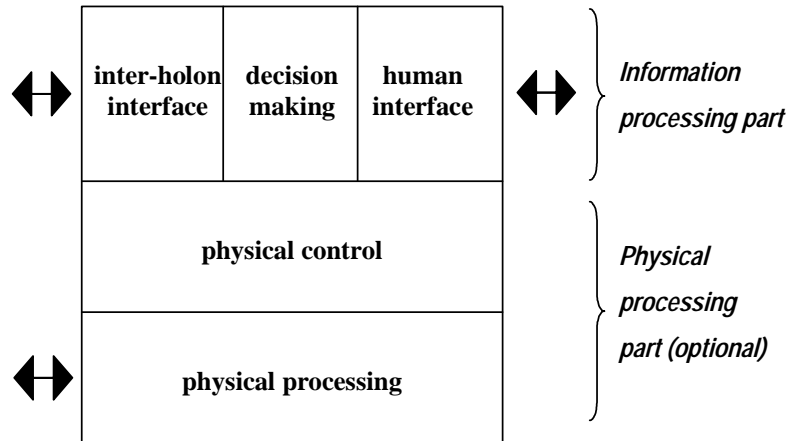 inter-holon
interface
decision
making
human
interface
Information
processing part
physical control
Physical
processing
part (optional)
physical processing